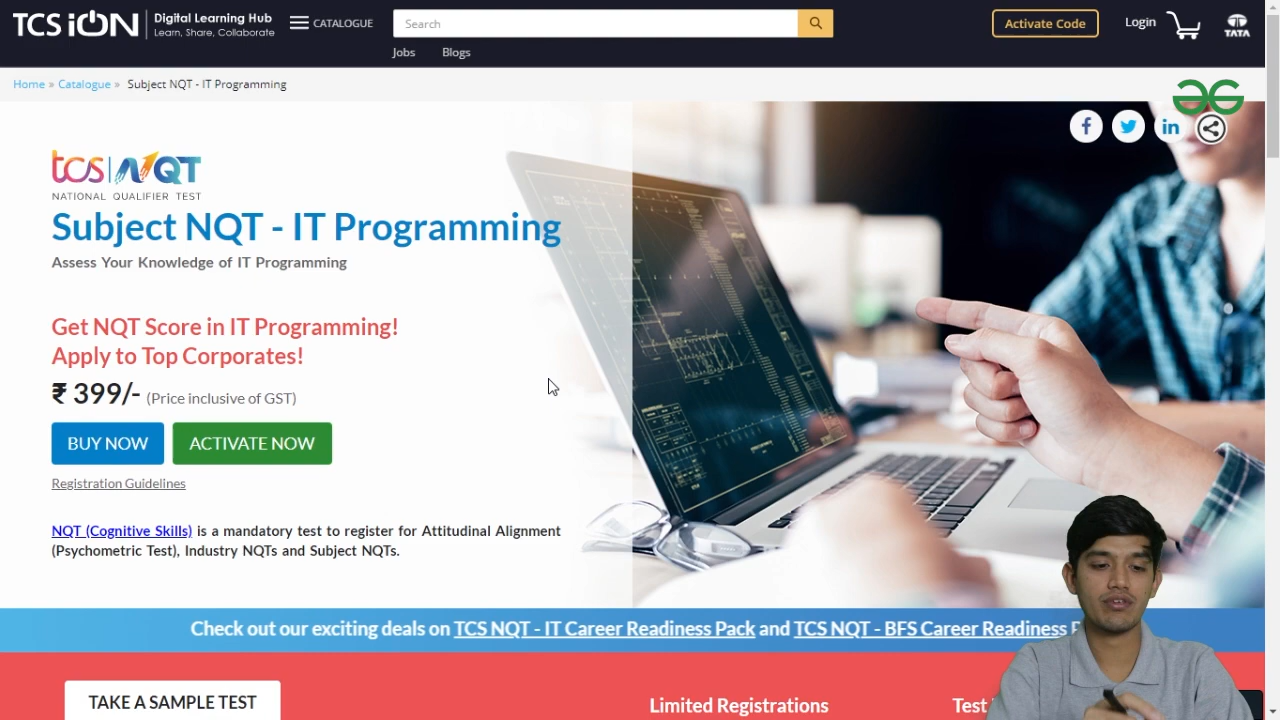 TCS iON
Digital Learning Hub
Learn, Share, Collaborate
CATALOGUE
Search
Activate Code
Login
TATA
Jobs
Blogs
Home » Catalogue » Subject NQT - IT Programming
tcs NQT
NATIONAL QUALIFIER TEST
Subject NQT - IT Programming
Assess Your Knowledge of IT Programming
Get NQT Score in IT Programming!
Apply to Top Corporates!
₹ 399/- (Price inclusive of GST)
BUY NOW
ACTIVATE NOW
Registration Guidelines
NQT (Cognitive Skills) is a mandatory test to register for Attitudinal Alignment
(Psychometric Test), Industry NQTs and Subject NQTs.
Check out our exciting deals on TCS NQT - IT Career Readiness Pack and TCS NQT - BFS Career Readiness
TAKE A SAMPLE TEST
Limited Registrations
Test